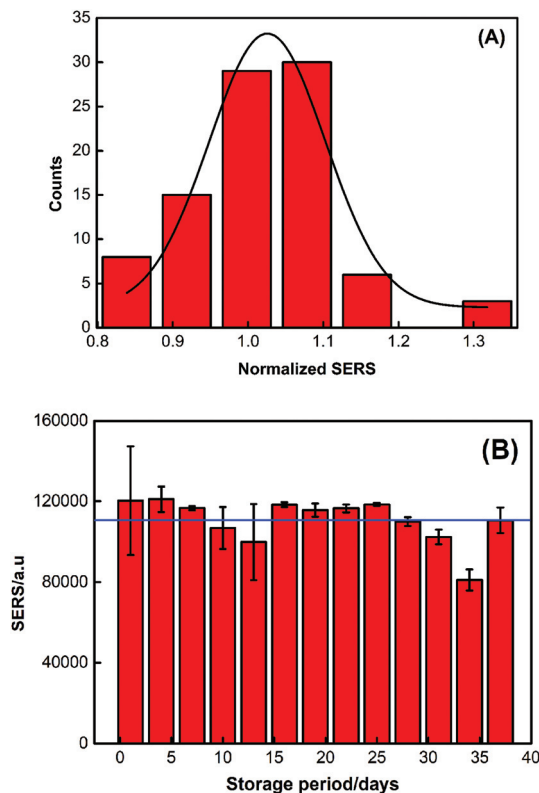 (A)
35
30
25
20
15
10
5
0
Counts
0.8 0.9 1.0 1.1 1.2 1.3
Normalized SERS
(B)
160000
120000
80000
40000
0
SERS/a.u
0 5 10 15 20 25 30 35 40
Storage period/days